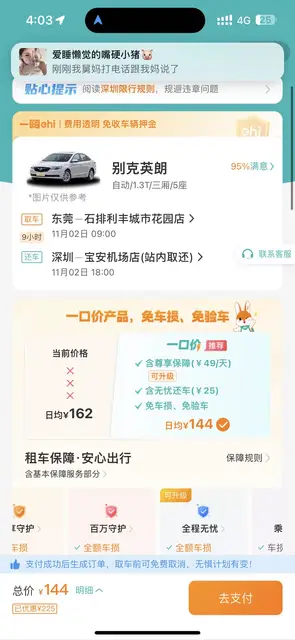 4:03
4G 25
爱睡懒觉的嘴硬小猪🐷
刚刚我舅妈打电话跟我妈说了
贴心提示 阅读深圳限行规则，规避违章问题
一嗨ehi 费用透明 免收车辆押金
ehi
别克英朗
95%满意
自动/1.3T/三厢/5座
*图片仅供参考
取车 东莞－石排利丰城市花园店
11月02日 09:00
9小时
还车 深圳－宝安机场店(站内取还)
11月02日 18:00
联系客服
一口价产品，免车损、免验车
当前价格
日均¥162
一口价 推荐
含尊享保障(¥49/天)
可升级
含无忧还车(¥25)
免车损、免验车
日均¥144
租车保障·安心出行
保障规则
含基本保障服务部分
享守护
百万守护
可升级
全程无忧
乘
额车损
全额车损
全额车损
车损
支付成功后生成订单，取车前可免费取消，无惧计划有变！
总价 ¥144 明细
已优惠¥225
去支付